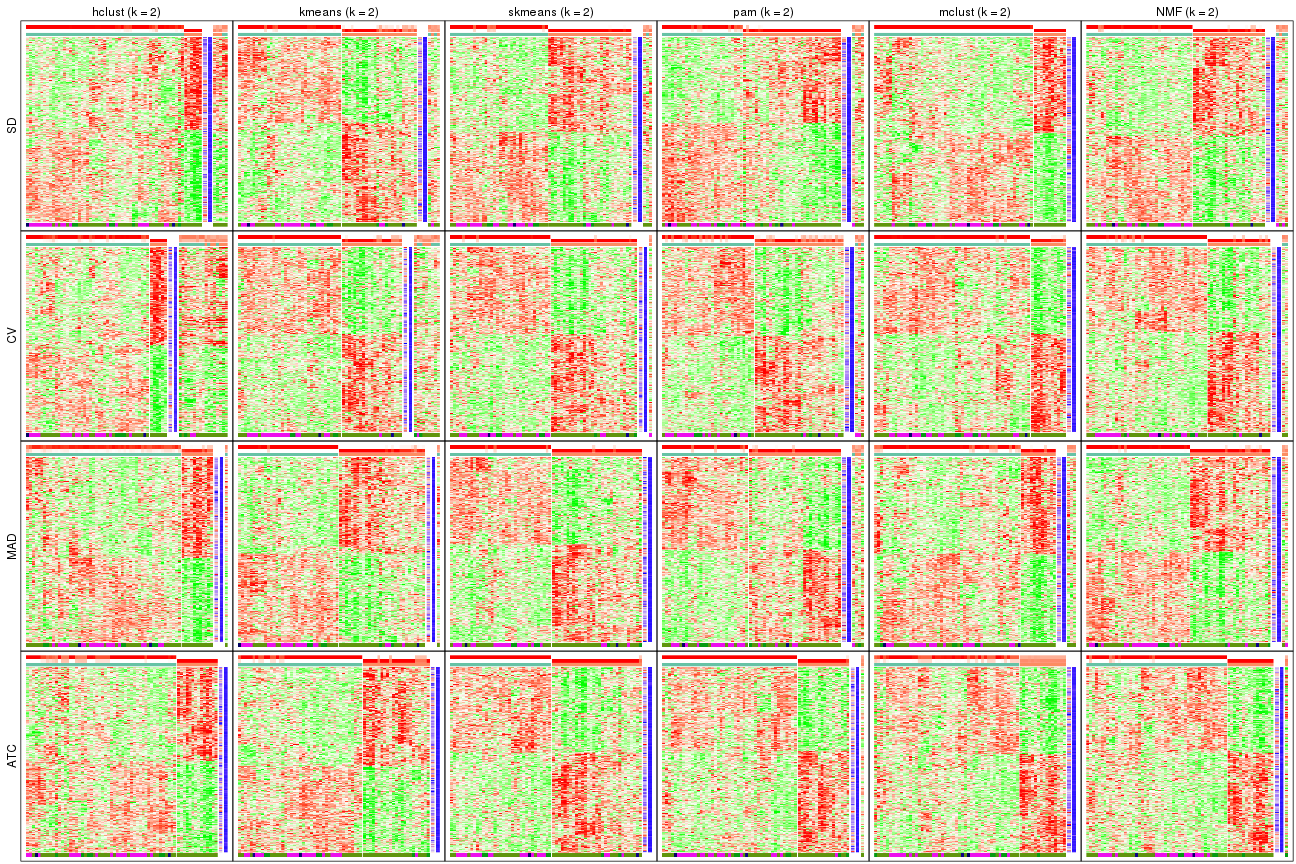 hclust (k = 2) kmeans (k = 2) skmeans (k = 2) pam (k = 2) mclust (k = 2) NMF (k = 2)
SD
CV
MAD
ATC